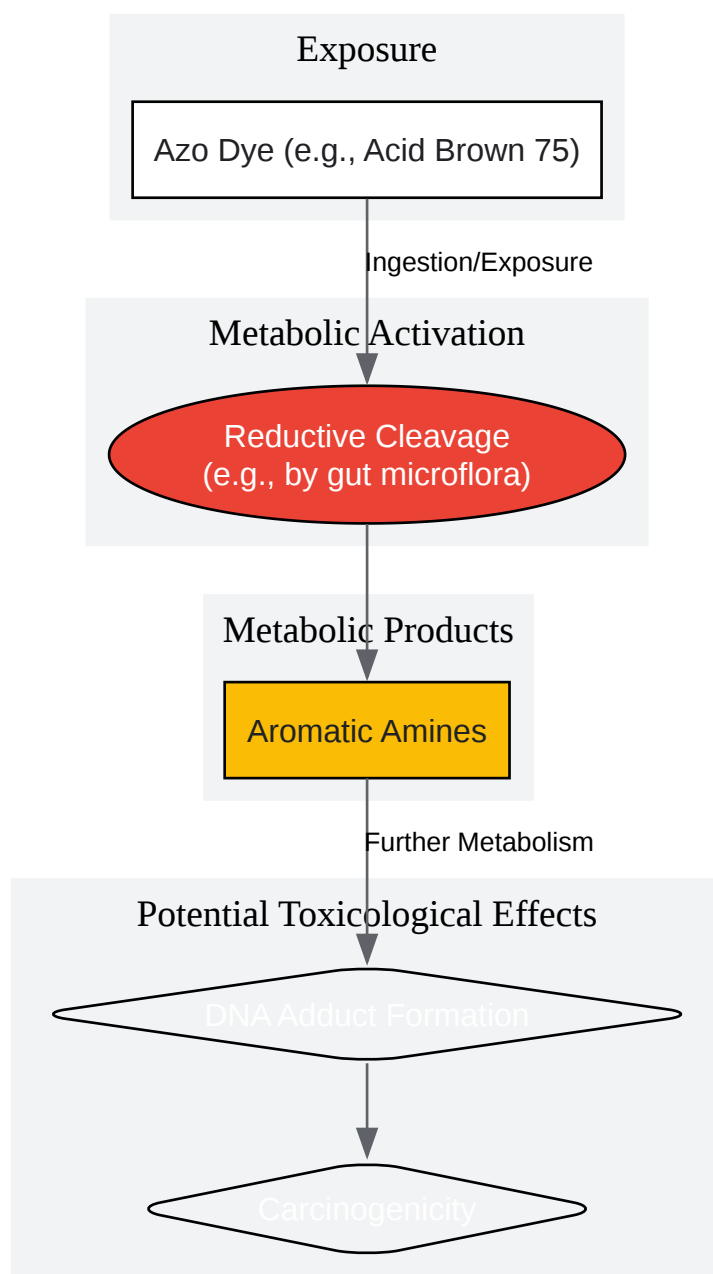 Exposure
Azo Dye (e.g., Acid Brown 75)
Ingestion/Exposure
Metabolic Activation
Reductive Cleavage
(e.g., by gut microflora)
Metabolic Products
Aromatic Amines
Further Metabolism
Potential Toxicological Effects
DNA Adduct Formation
Carcinogenicity